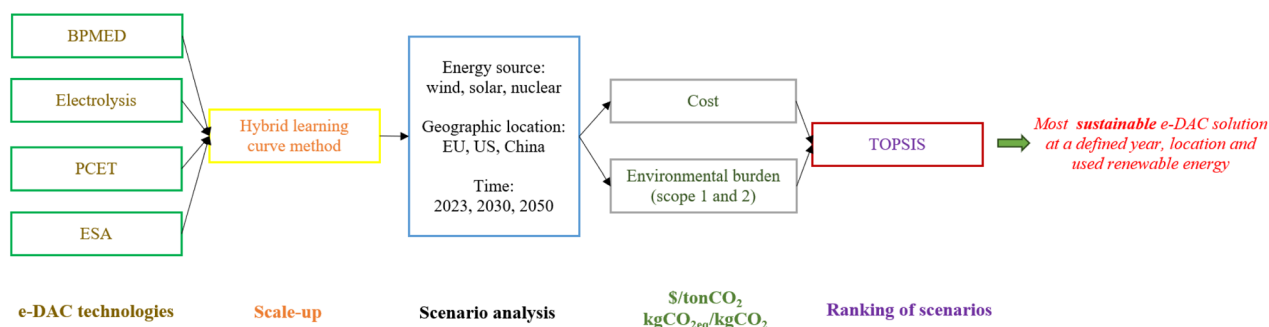 BPMED
Electrolysis
PCET
ESA
Hybrid learning
curve method
Energy source:
wind, solar, nuclear
Geographic location:
EU, US, China
Time:
2023, 2030, 2050
Cost
Environmental burden
(scope 1 and 2)
TOPSIS
Most sustainable e-DAC solution
at a defined year, location and
used renewable energy
e-DAC technologies
Scale-up
Scenario analysis
$/tonCO₂
kgCO₂eq/kgCO₂
Ranking of scenarios